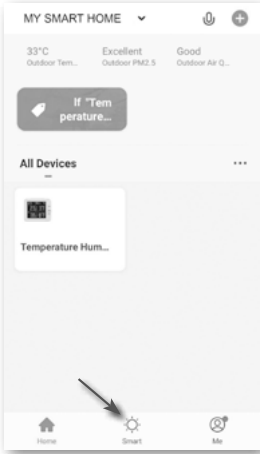 MY SMART HOME
33°C Excellent Good
Outdoor Tem... Outdoor PM2.5 Outdoor Air Q...
If "Tem
perature...
All Devices
Temperature Hum...
Home Smart Me